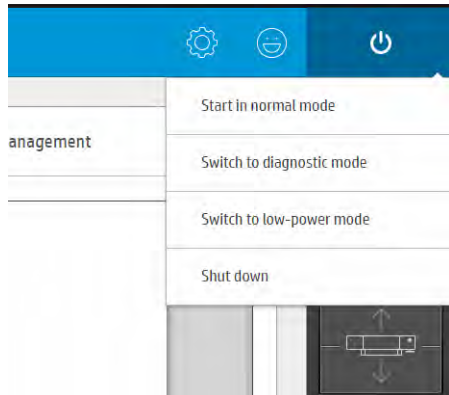 anagement
Start in normal mode
Switch to diagnostic mode
Switch to low-power mode
Shut down